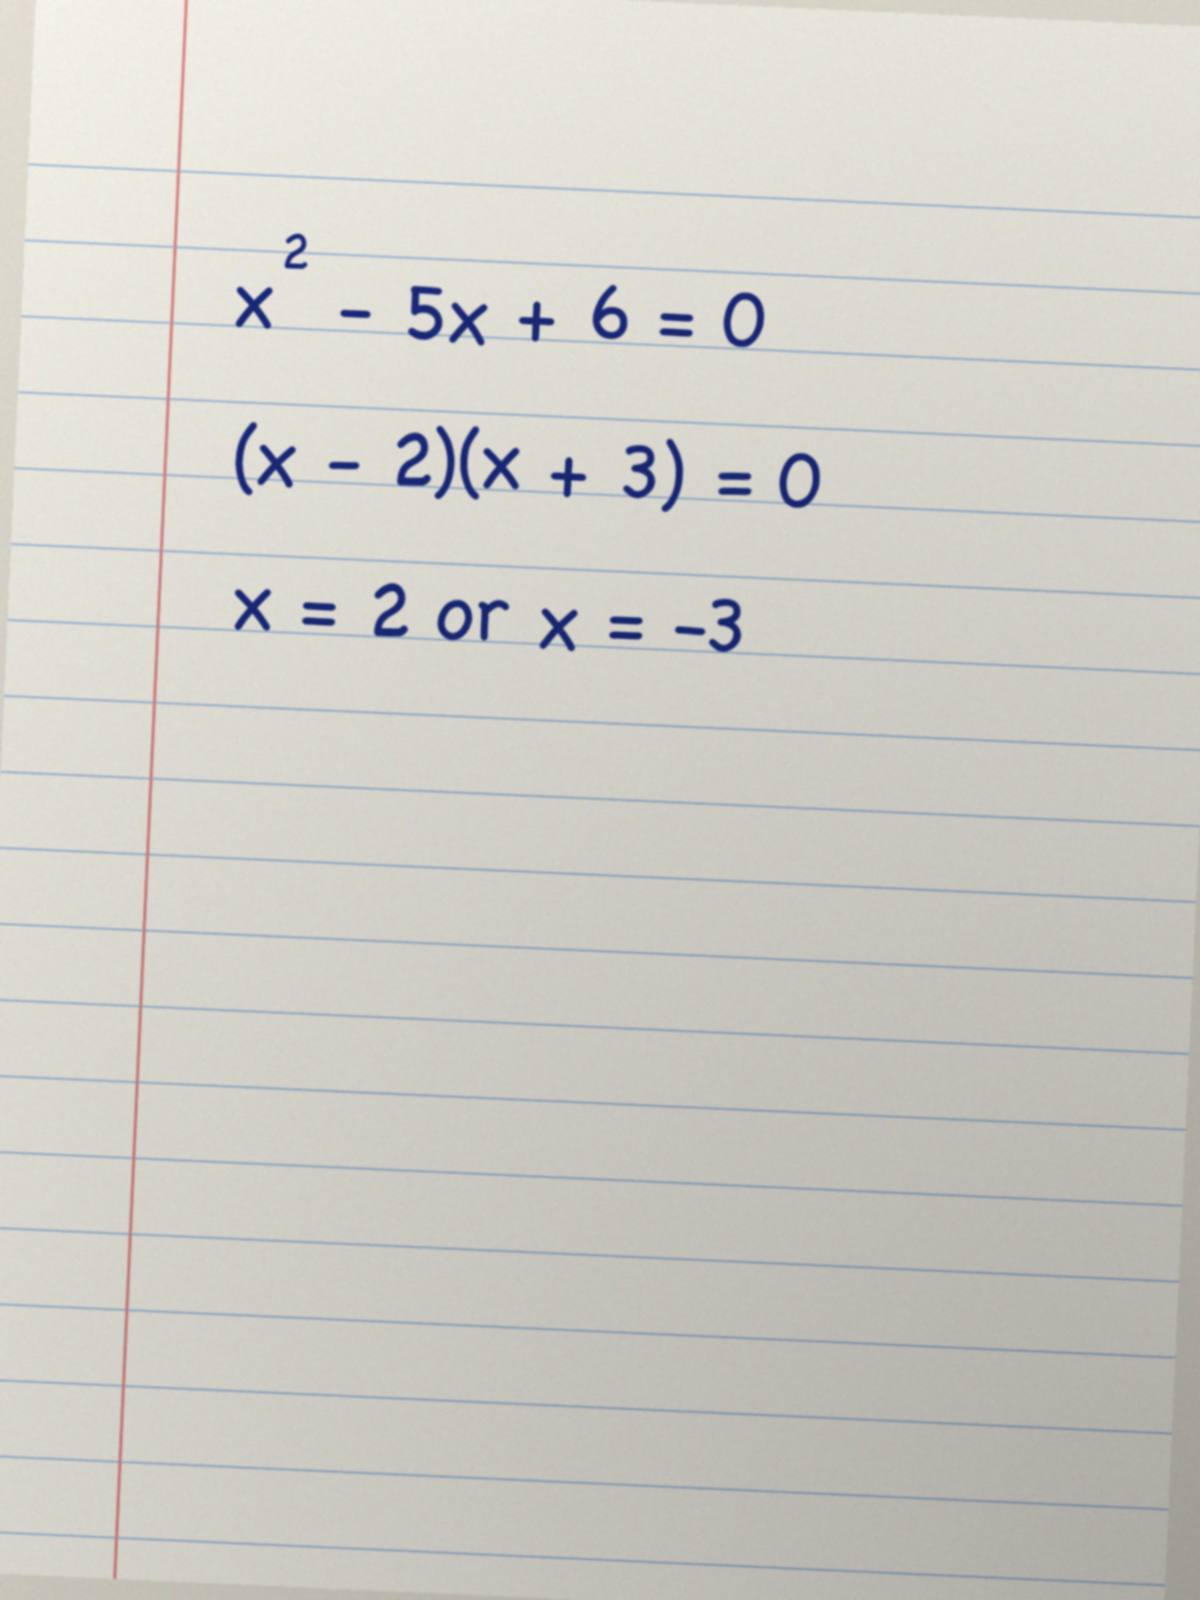 x² - 5x + 6 = 0
(x - 2)(x + 3) = 0
x = 2 or x = -3